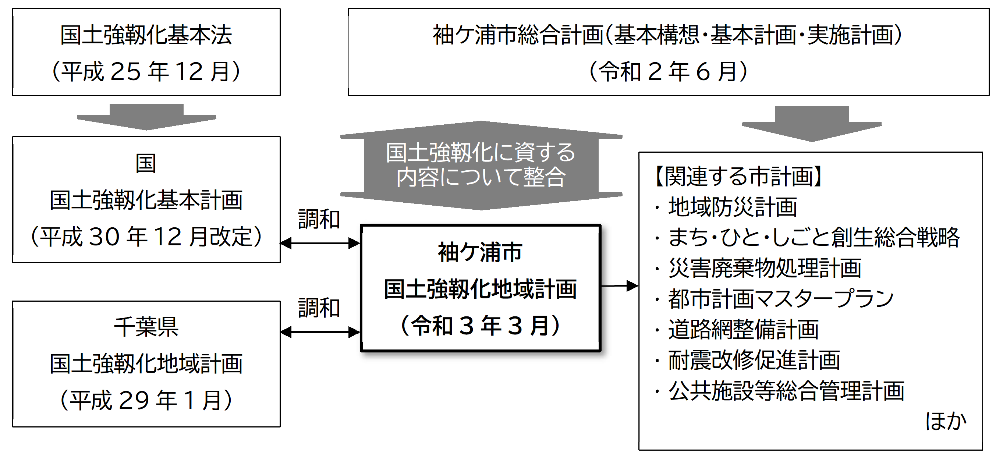 国土強靱化基本法
（平成25年12月）
袖ケ浦市総合計画（基本構想・基本計画・実施計画）
（令和2年6月）
国土強靱化に資する
内容について整合
国
国土強靱化基本計画
（平成30年12月改定）
調和
袖ケ浦市
国土強靱化地域計画
（令和3年3月）
調和
千葉県
国土強靱化地域計画
（平成29年1月）
【関連する市計画】
・地域防災計画
・まち・ひと・しごと創生総合戦略
・災害廃棄物処理計画
・都市計画マスタープラン
・道路網整備計画
・耐震改修促進計画
・公共施設等総合管理計画
ほか